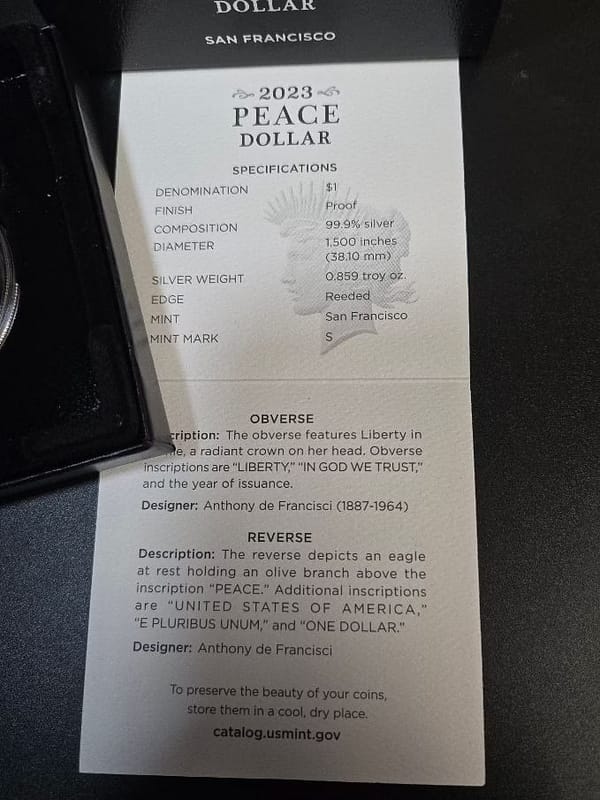 DOLLAR
SAN FRANCISCO
2023
PEACE
DOLLAR
SPECIFICATIONS
DENOMINATION $1
FINISH Proof
COMPOSITION 99.9% silver
DIAMETER 1.500 inches
(38.10 mm)
SILVER WEIGHT 0.859 troy oz.
EDGE Reeded
MINT San Francisco
MINT MARK S
OBVERSE
cription: The obverse features Liberty in
e, a radiant crown on her head. Obverse
inscriptions are “LIBERTY,” “IN GOD WE TRUST,”
and the year of issuance.
Designer: Anthony de Francisci (1887-1964)
REVERSE
Description: The reverse depicts an eagle
at rest holding an olive branch above the
inscription “PEACE.” Additional inscriptions
are “UNITED STATES OF AMERICA,”
“E PLURIBUS UNUM,” and “ONE DOLLAR.”
Designer: Anthony de Francisci
To preserve the beauty of your coins,
store them in a cool, dry place.
catalog.usmint.gov